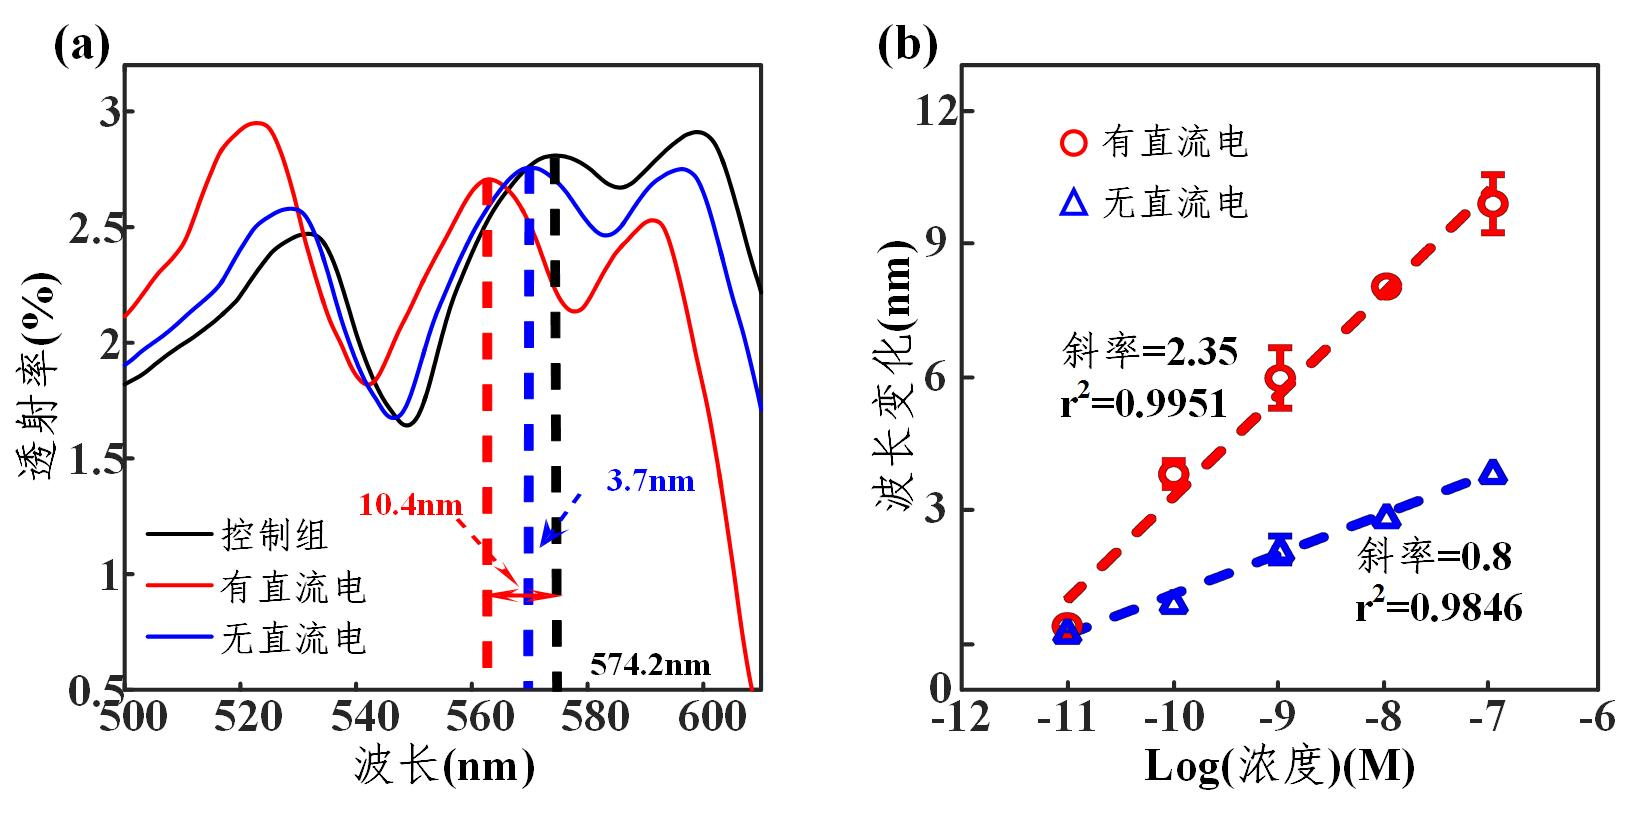 (a)
3
2.5
2
1.5
1
0.5
透射率(%)
10.4nm
3.7nm
控制组
有直流电
无直流电
574.2nm
500 520 540 560 580 600
波长(nm)
(b)
12
9
6
3
0
波长变化(nm)
有直流电
无直流电
斜率=2.35
r²=0.9951
斜率=0.8
r²=0.9846
-12 -11 -10 -9 -8 -7 -6
Log(浓度)(M)